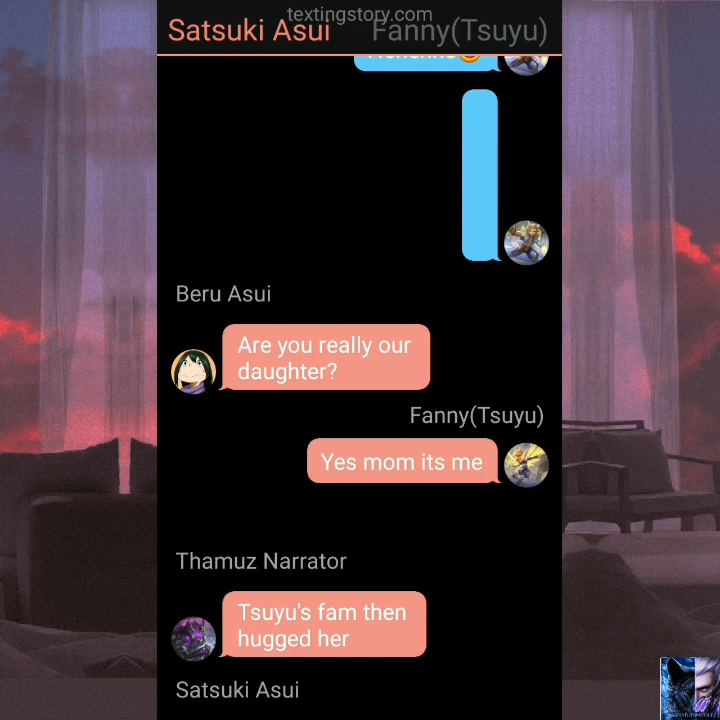 textingstory.com
Satsuki Asui Fanny(Tsuyu)
Beru Asui
Are you really our
daughter?
Fanny(Tsuyu)
Yes mom its me
Thamuz Narrator
Tsuyu's fam then
hugged her
Satsuki Asui